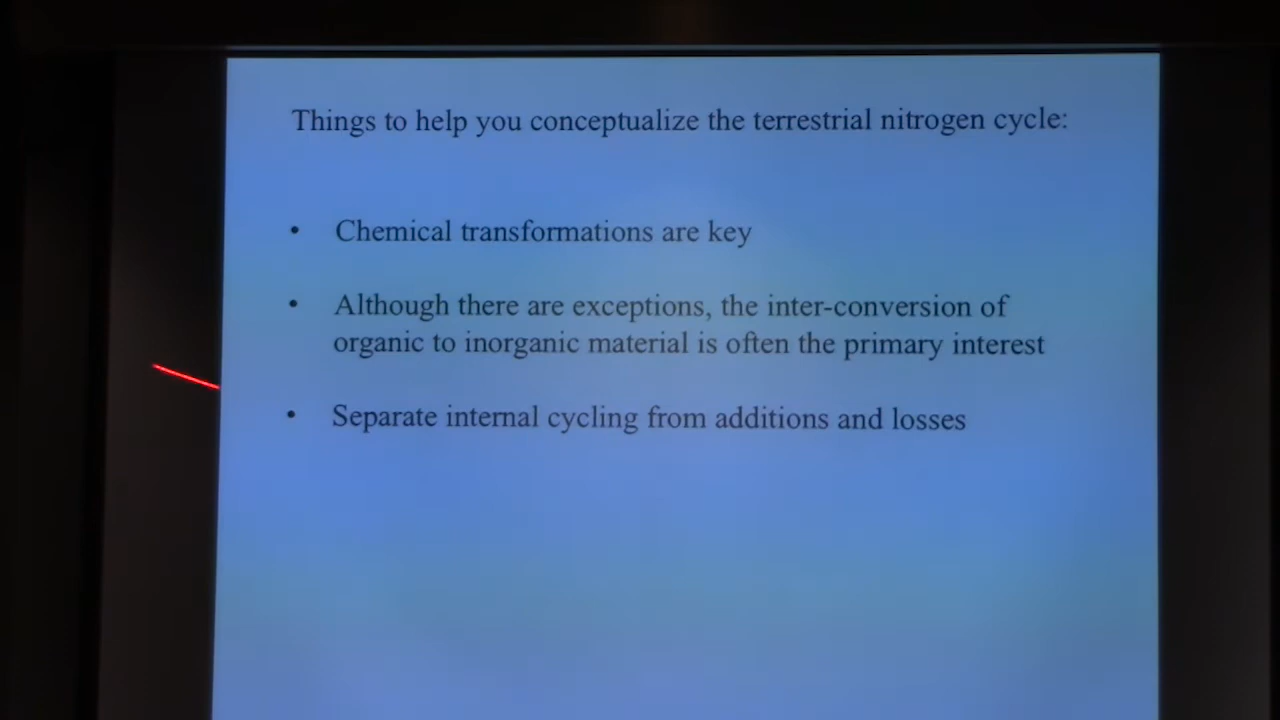 Things to help you conceptualize the terrestrial nitrogen cycle:
• Chemical transformations are key
• Although there are exceptions, the inter-conversion of
organic to inorganic material is often the primary interest
• Separate internal cycling from additions and losses